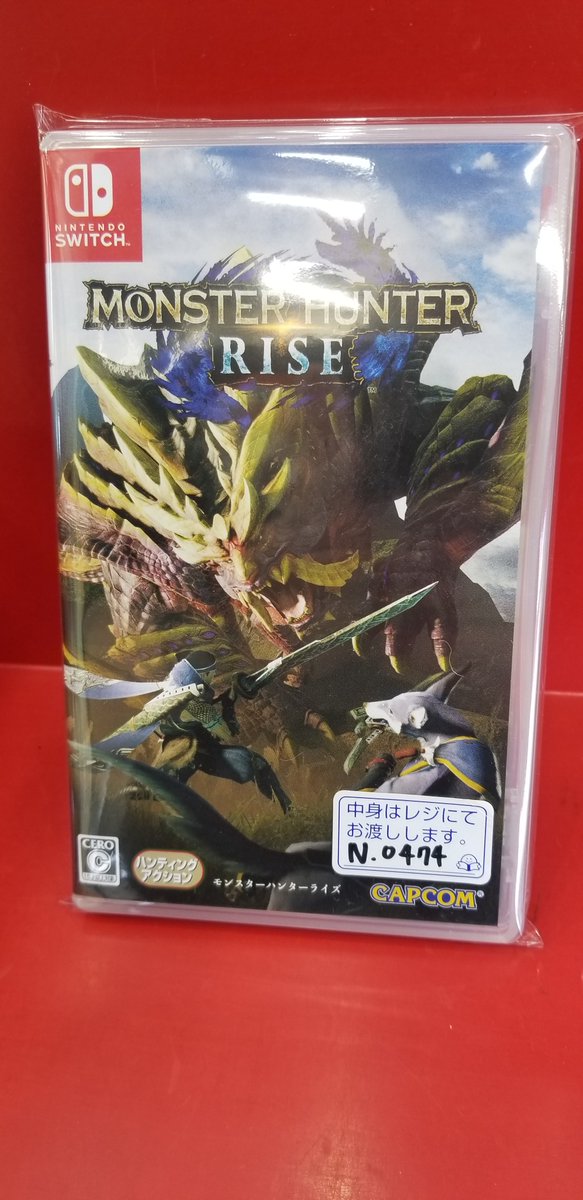 NINTENDO
SWITCH™
MONSTER HUNTER
RISE™
中身はレジにて
お渡しします。
N.0474
CERO
C
ハンティング
アクション
モンスターハンターライズ
CAPCOM®